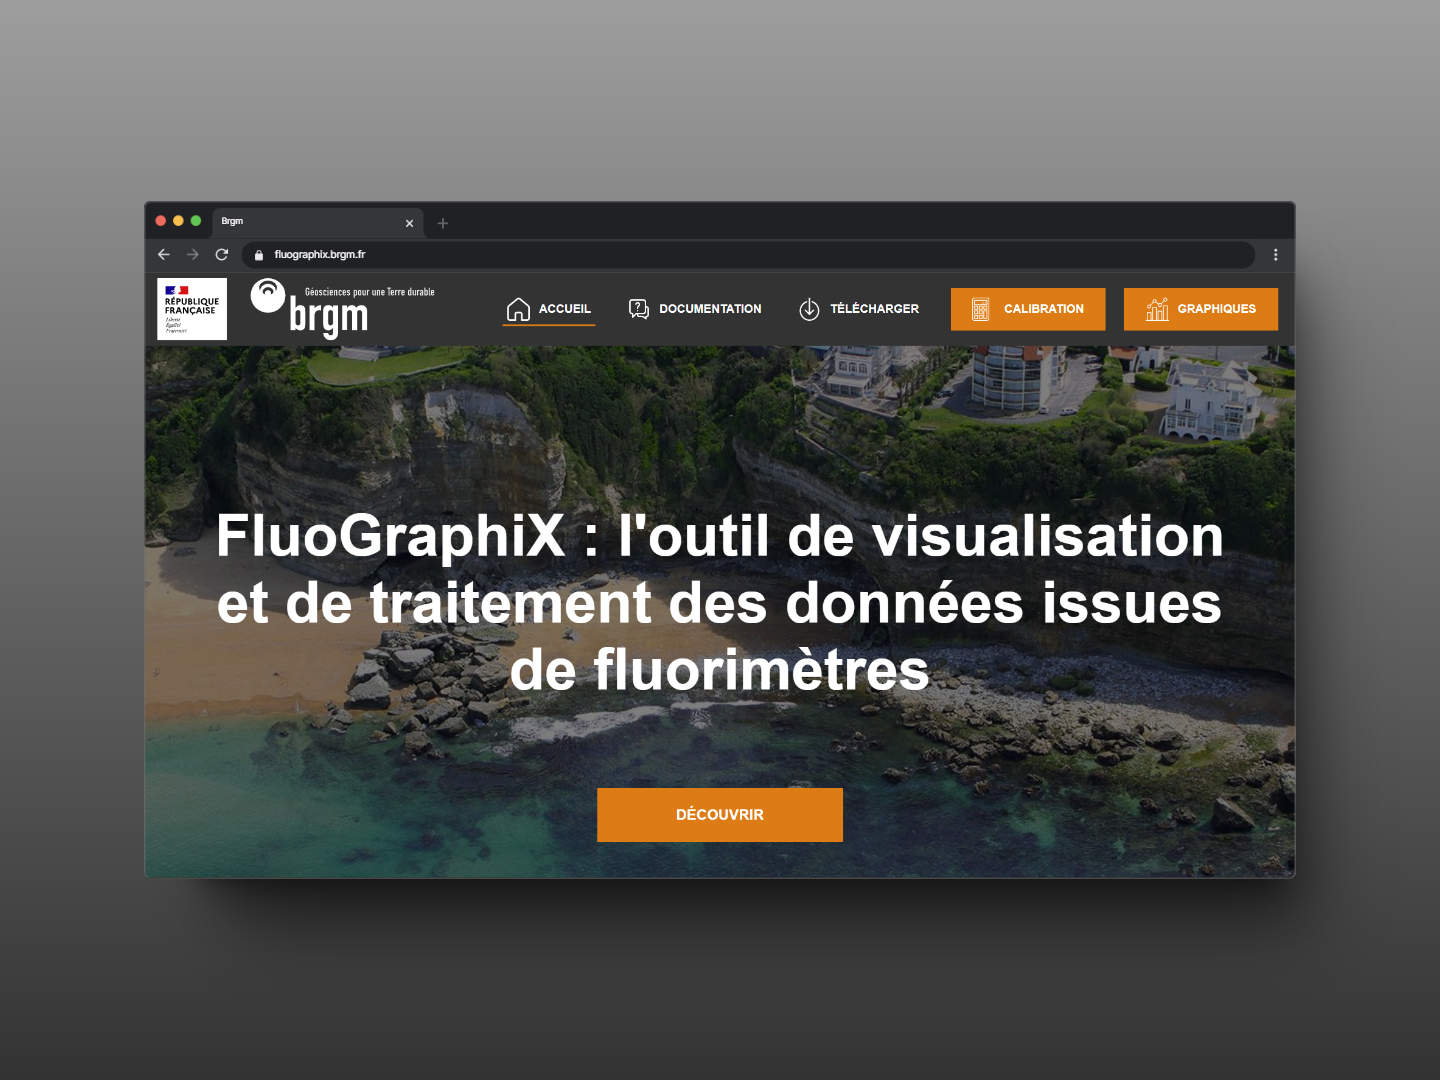 Brgm
fluographix.brgm.fr
RÉPUBLIQUE
FRANÇAISE
Liberté
Égalité
Fraternité
Géosciences pour une Terre durable
brgm
ACCUEIL
DOCUMENTATION
TÉLÉCHARGER
CALIBRATION
GRAPHIQUES
FluoGraphiX : l'outil de visualisation
et de traitement des données issues
de fluorimètres
DÉCOUVRIR